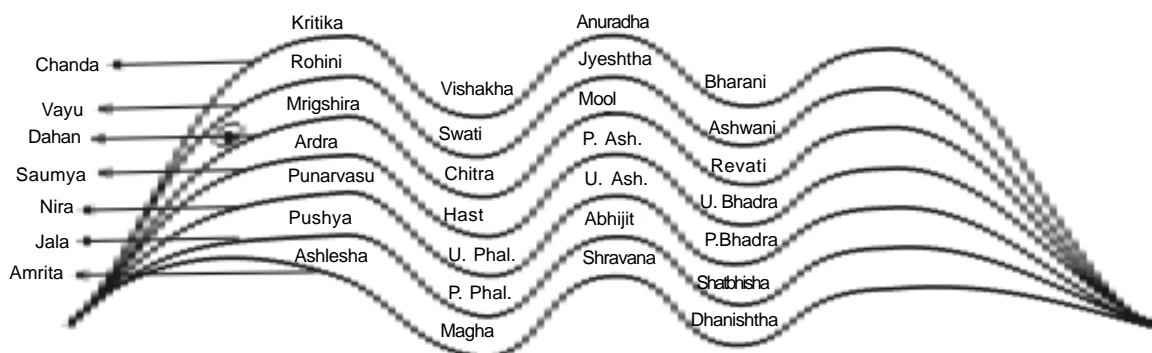 Chanda
Vayu
Dahan
Saumya
Nira
Jala
Amrita
Kritika
Rohini
Mrigshira
Ardra
Punarvasu
Pushya
Ashlesha
Vishakha
Swati
Chitra
Hast
U. Phal.
P. Phal.
Magha
Anuradha
Jyeshtha
Mool
P. Ash.
U. Ash.
Abhijit
Shravana
Bharani
Ashwani
Revati
U. Bhadra
P.Bhadra
Shatbhisha
Dhanishtha